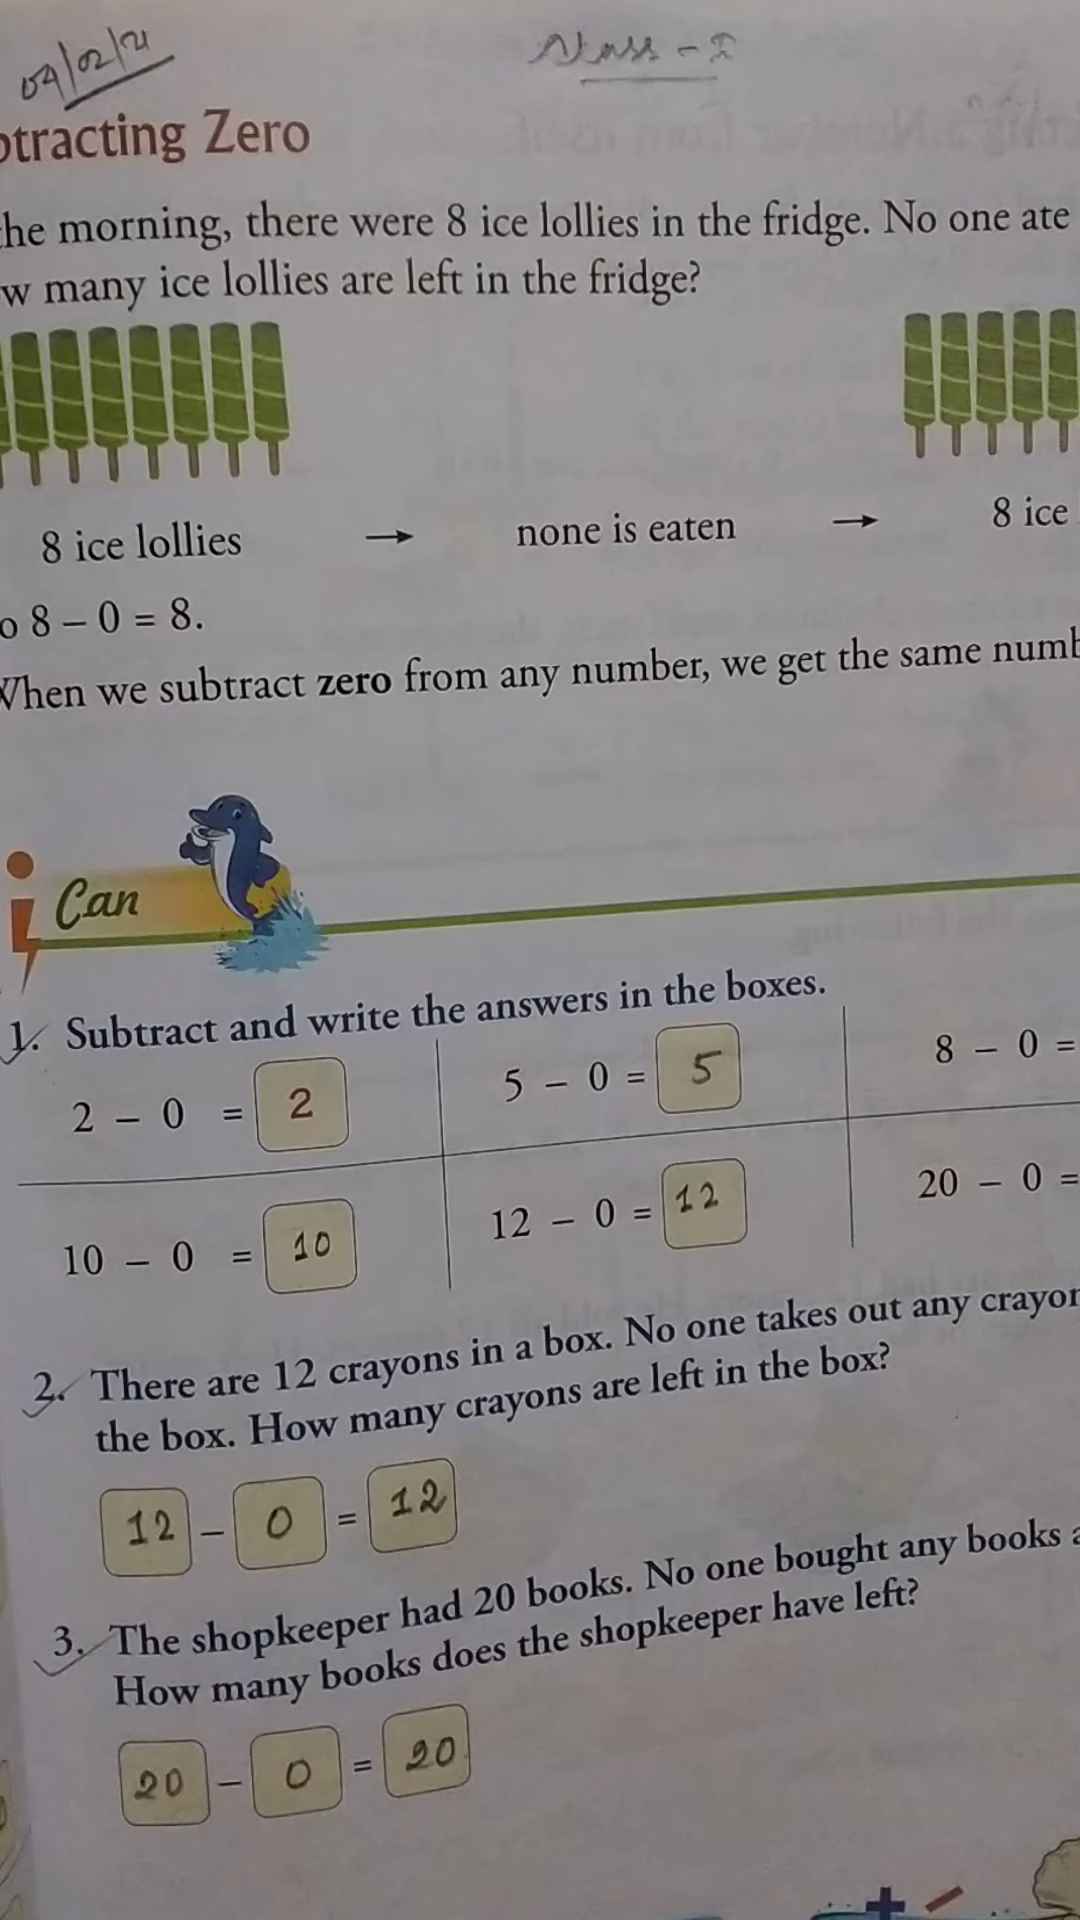 04/02/21
Class - I
btracting Zero
he morning, there were 8 ice lollies in the fridge. No one ate
w many ice lollies are left in the fridge?
8 ice lollies → none is eaten → 8 ice
o 8 – 0 = 8.
When we subtract zero from any number, we get the same numb
i Can
1. Subtract and write the answers in the boxes.
2 – 0 = 2 5 – 0 = 5 8 – 0 =
10 – 0 = 10 12 – 0 = 12 20 – 0 =
2. There are 12 crayons in a box. No one takes out any crayon
the box. How many crayons are left in the box?
12 – 0 = 12
3. The shopkeeper had 20 books. No one bought any books a
How many books does the shopkeeper have left?
20 – 0 = 20